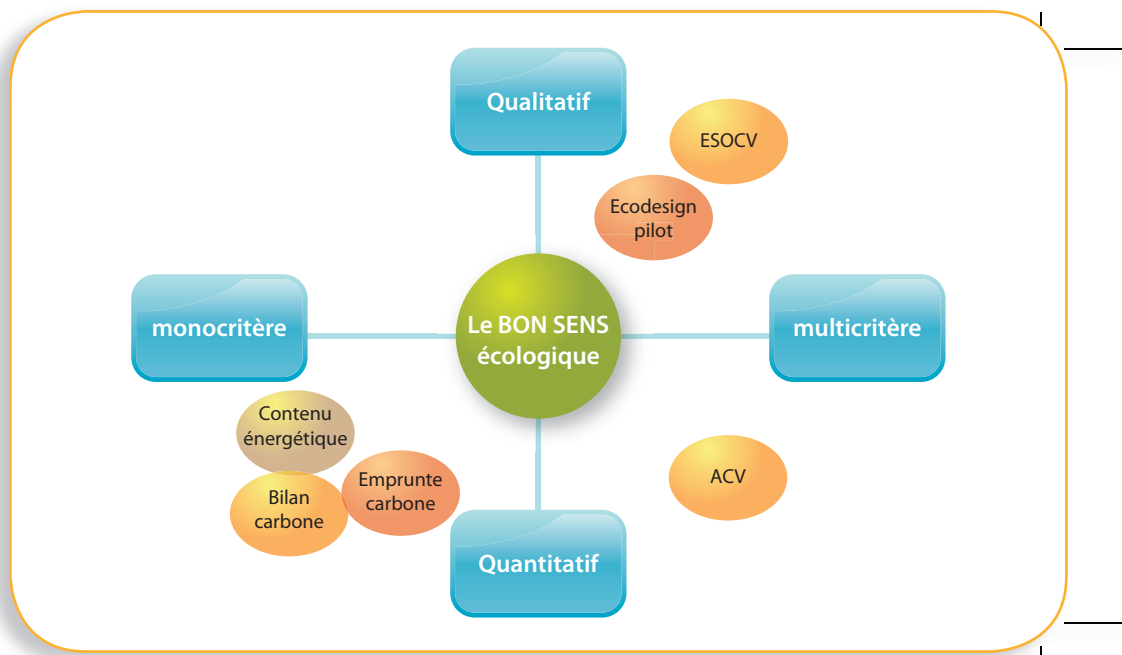 Qualitatif
ESOCV
Ecodesign
pilot
monocritère
Le BON SENS
écologique
multicritère
Contenu
énergétique
Bilan
carbone
Emprunte
carbone
ACV
Quantitatif